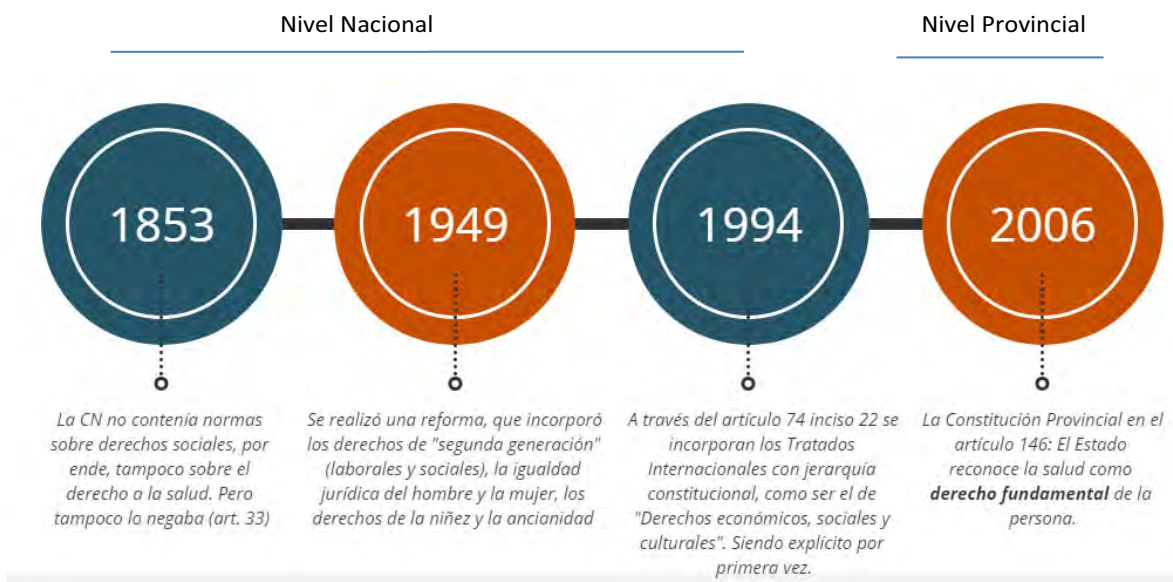 Nivel Nacional
Nivel Provincial
1853
1949
1994
2006
La CN no contenía normas
sobre derechos sociales, por
ende, tampoco sobre el
derecho a la salud. Pero
tampoco lo negaba (art. 33)
Se realizó una reforma, que incorporó
los derechos de "segunda generación"
(laborales y sociales), la igualdad
jurídica del hombre y la mujer, los
derechos de la niñez y la ancianidad
A través del artículo 74 inciso 22 se
incorporan los Tratados
Internacionales con jerarquía
constitucional, como ser el de
"Derechos económicos, sociales y
culturales". Siendo explícito por
primera vez.
La Constitución Provincial en el
artículo 146: El Estado
reconoce la salud como
derecho fundamental de la
persona.